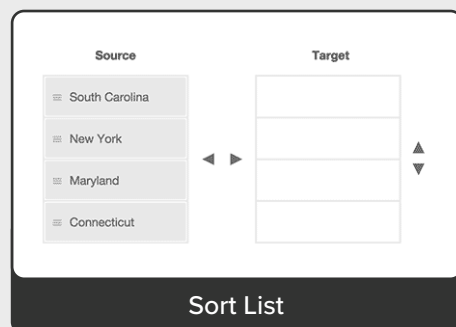 Source
Target
South Carolina
New York
Maryland
Connecticut
Sort List